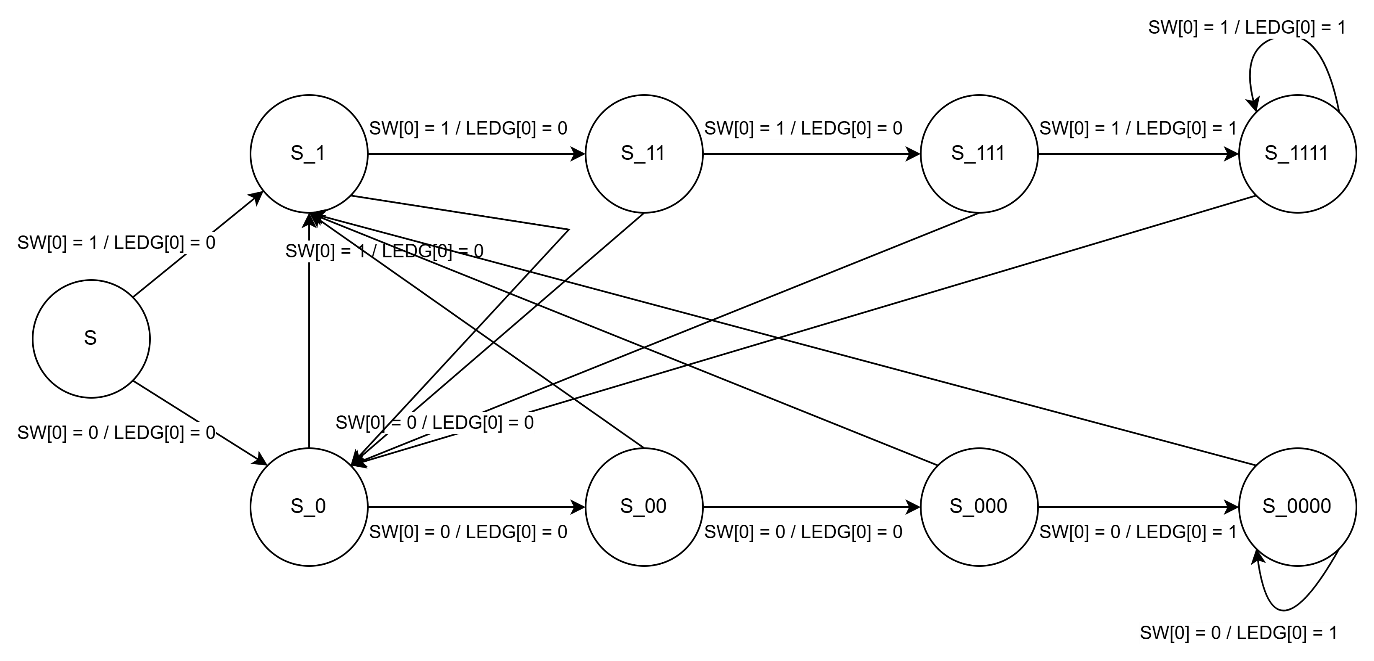 SW[0] = 1 / LEDG[0] = 1
SW[0] = 1 / LEDG[0] = 0
SW[0] = 1 / LEDG[0] = 0
SW[0] = 1 / LEDG[0] = 1
S_1
S_11
S_111
S_1111
SW[0] = 1 / LEDG[0] = 0
SW[0] = 1 / LEDG[0] = 0
S
SW[0] = 0 / LEDG[0] = 0
SW[0] = 0 / LEDG[0] = 0
S_0
S_00
S_000
S_0000
SW[0] = 0 / LEDG[0] = 0
SW[0] = 0 / LEDG[0] = 0
SW[0] = 0 / LEDG[0] = 1
SW[0] = 0 / LEDG[0] = 1